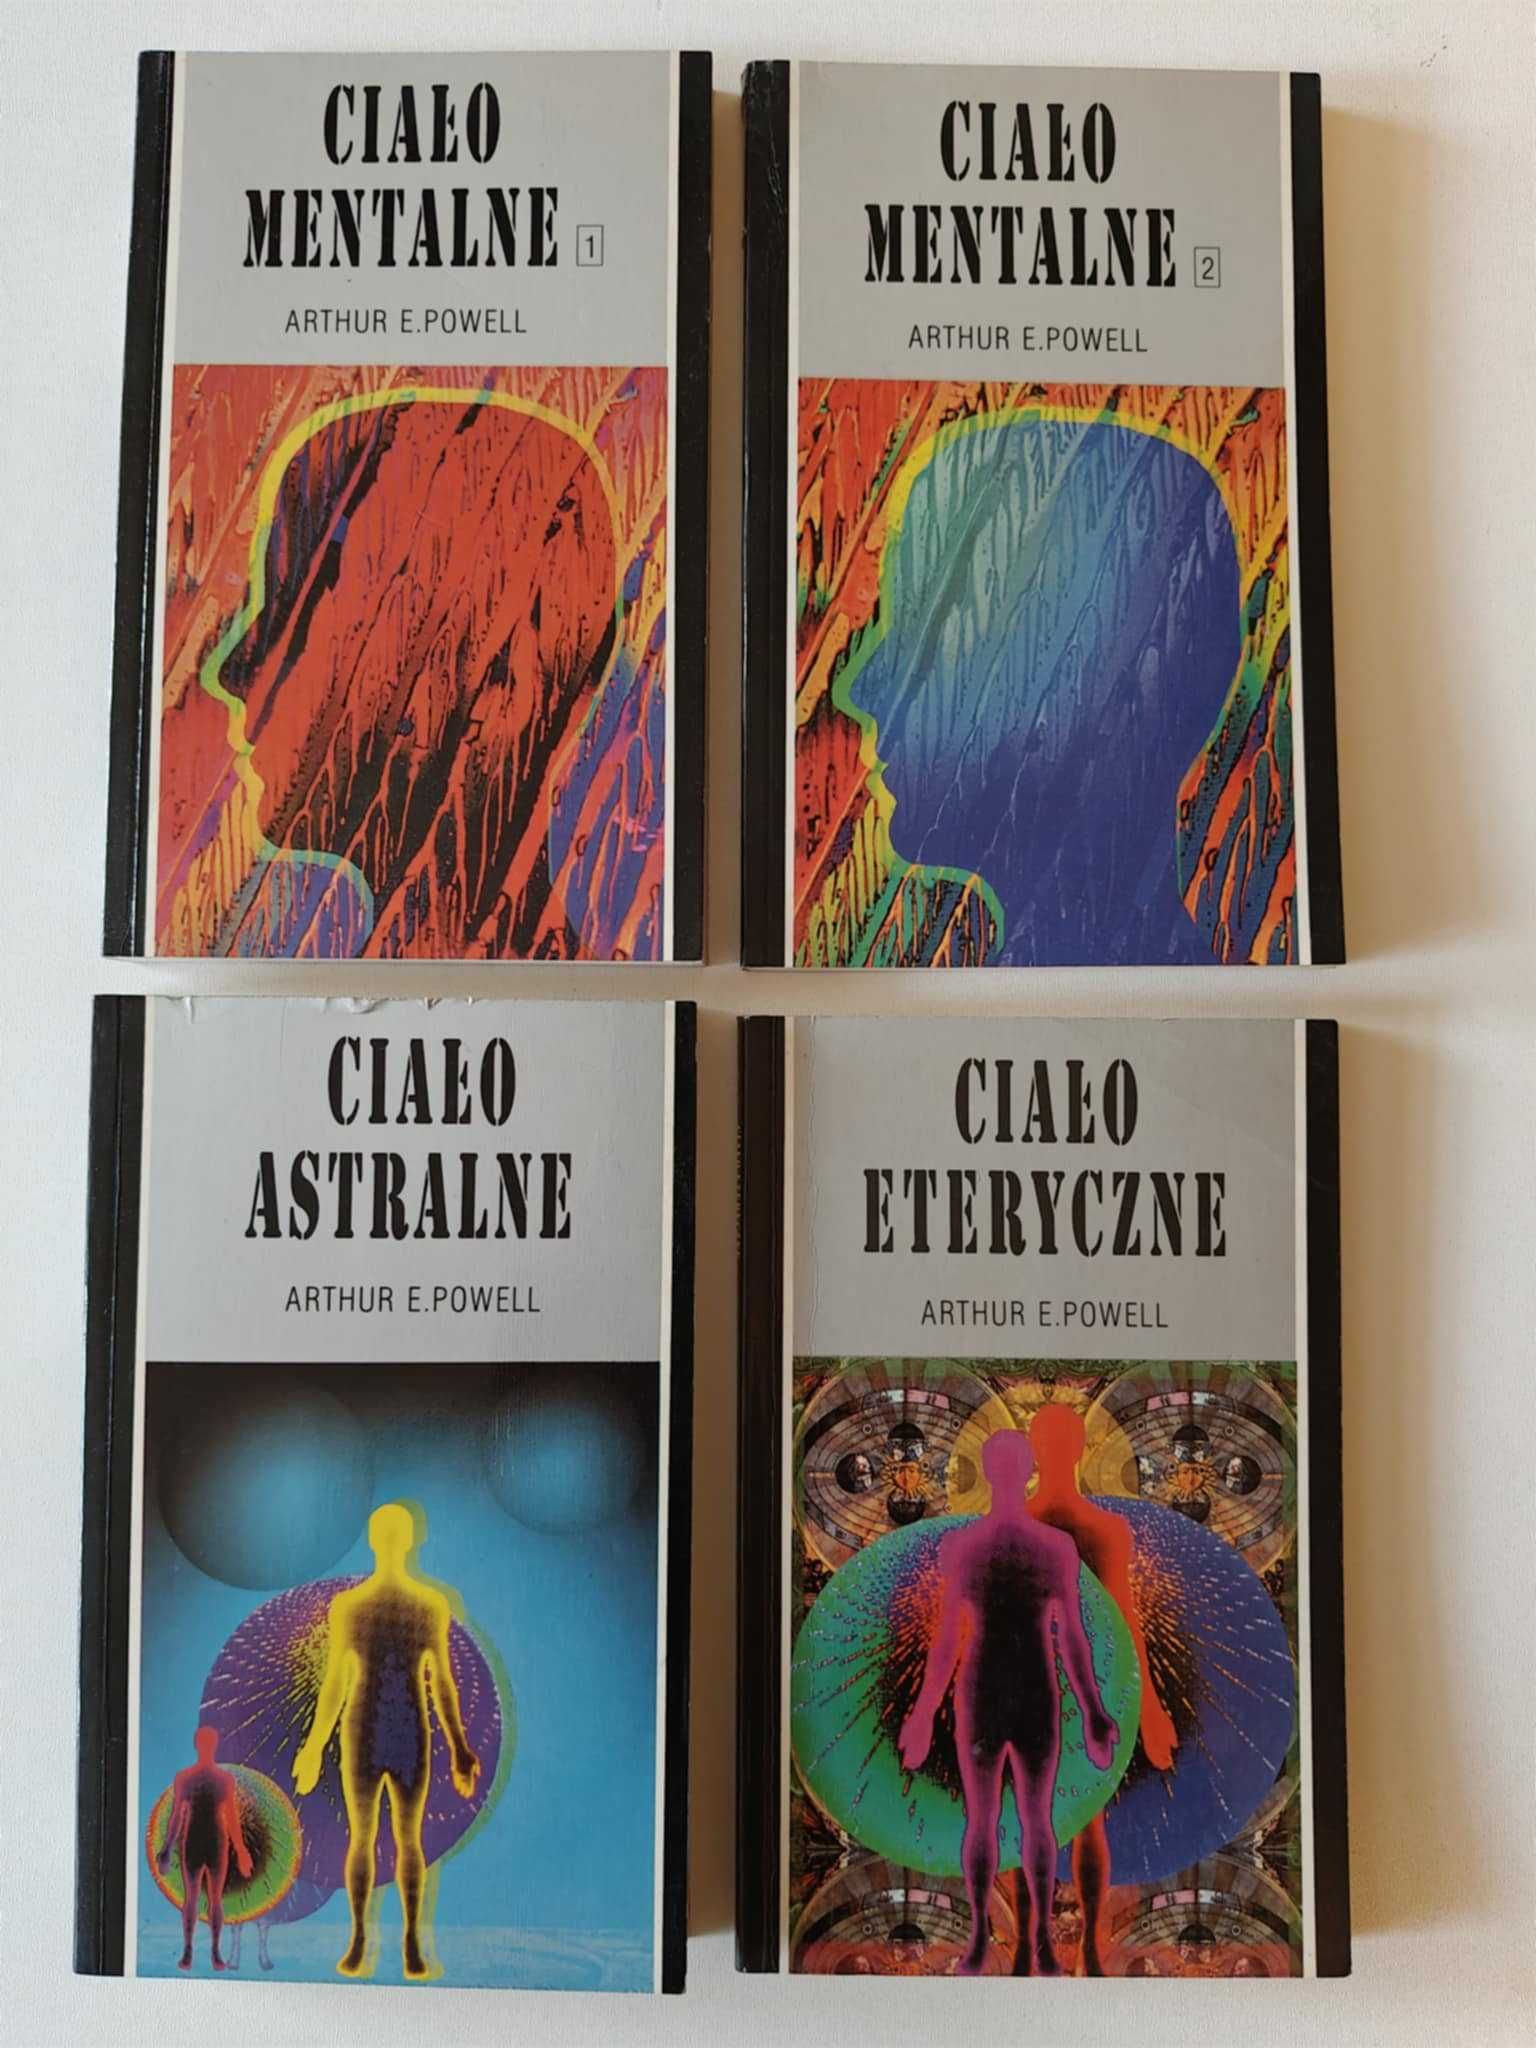 CIAŁO
MENTALNE 1
ARTHUR E.POWELL
CIAŁO
MENTALNE 2
ARTHUR E.POWELL
CIAŁO
ASTRALNE
ARTHUR E.POWELL
CIAŁO
ETERYCZNE
ARTHUR E.POWELL